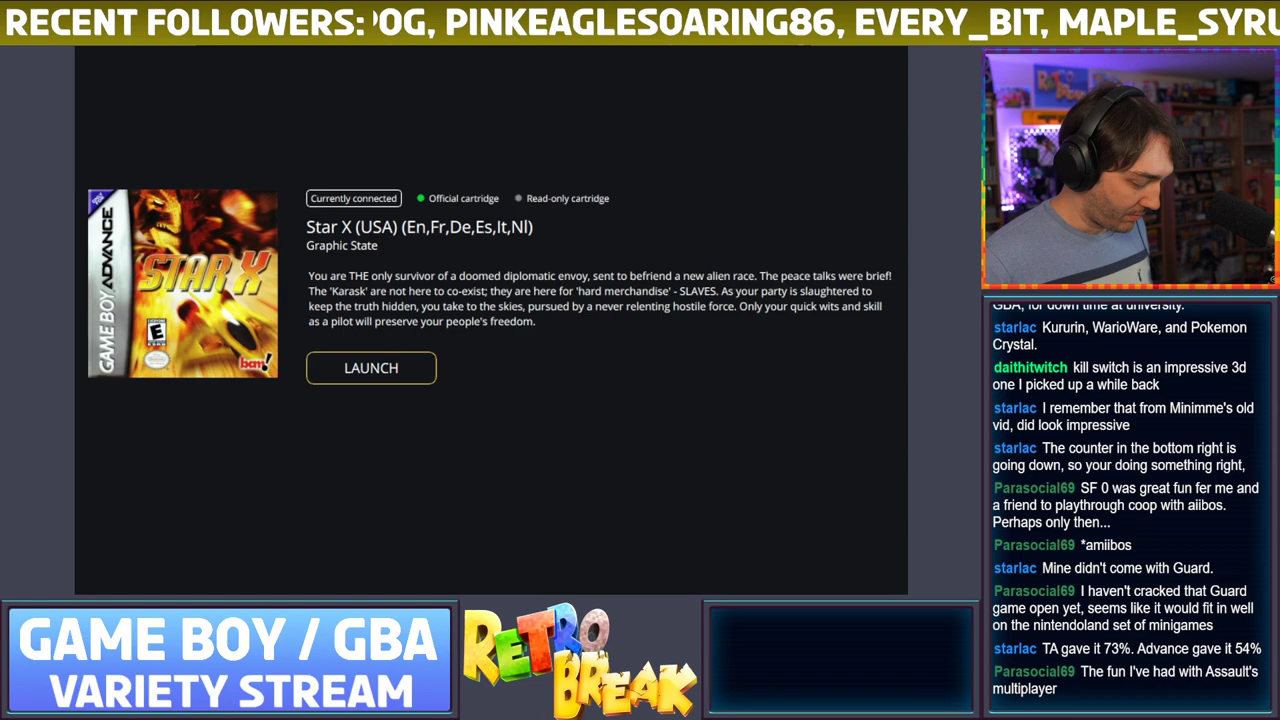 RECENT FOLLOWERS: OG, PINKEAGLESOARING86, EVERY_BIT, MAPLE_SYRU
Currently connected Official cartridge Read-only cartridge
Star X (USA) (En,Fr,De,Es,It,Nl)
Graphic State
You are THE only survivor of a doomed diplomatic envoy, sent to befriend a new alien race. The peace talks were brief!
The 'Karask' are not here to co-exist; they are here for 'hard merchandise' - SLAVES. As your party is slaughtered to
keep the truth hidden, you take to the skies, pursued by a never relenting hostile force. Only your quick wits and skill
as a pilot will preserve your people's freedom.
LAUNCH
GAME BOY ADVANCE
STAR X
EVERYONE
E
ESRB
bam!
GBA, for down time at university.
starlac Kururin, WarioWare, and Pokemon
Crystal.
daithitwitch kill switch is an impressive 3d
one I picked up a while back
starlac I remember that from Minimme's old
vid, did look impressive
starlac The counter in the bottom right is
going down, so your doing something right,
Parasocial69 SF 0 was great fun fer me and
a friend to playthrough coop with aiibos.
Perhaps only then...
Parasocial69 *amiibos
starlac Mine didn't come with Guard.
Parasocial69 I haven't cracked that Guard
game open yet, seems like it would fit in well
on the nintendoland set of minigames
starlac TA gave it 73%. Advance gave it 54%
Parasocial69 The fun I've had with Assault's
multiplayer
GAME BOY / GBA
VARIETY STREAM
RETRO
BREAK